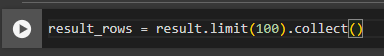 result_rows = result.limit(100).collect()